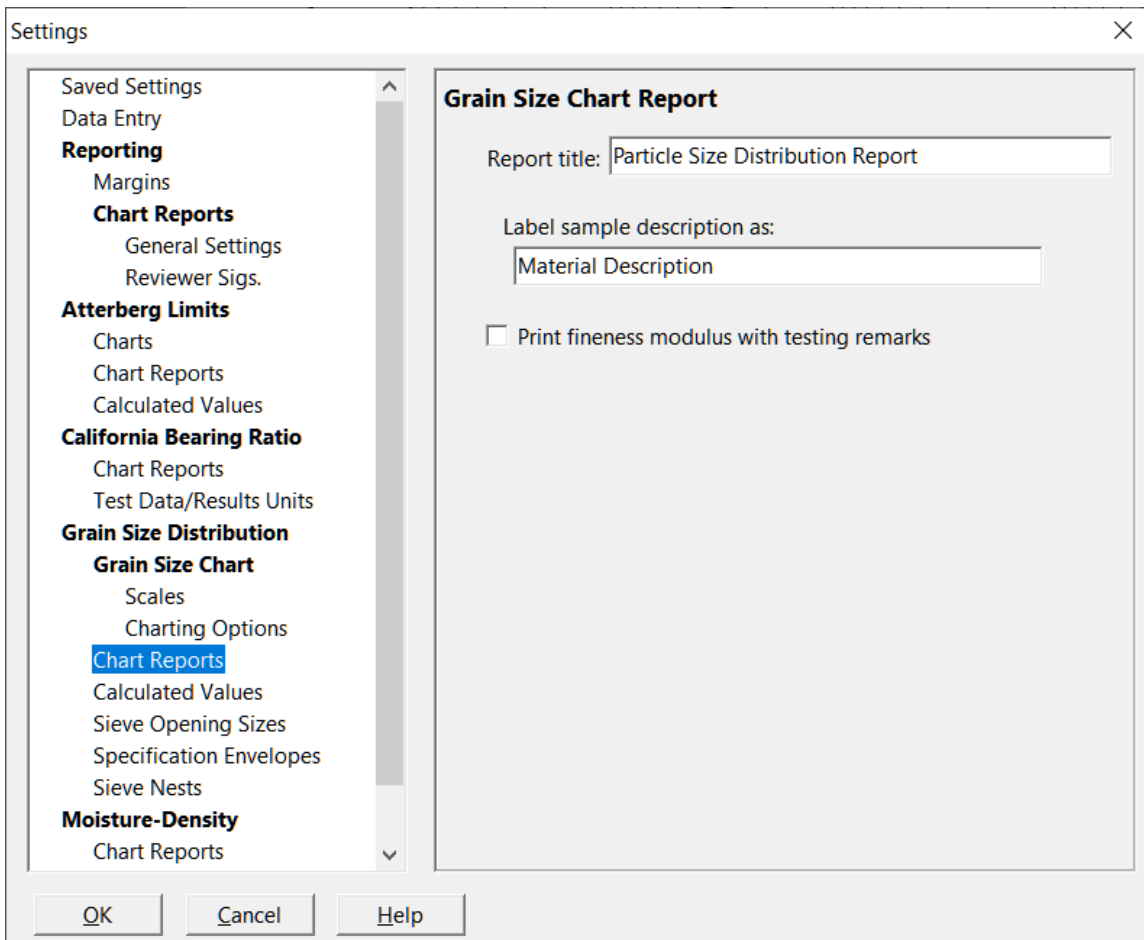 Settings
Saved Settings
Data Entry
Reporting
Margins
Chart Reports
General Settings
Reviewer Sigs.
Atterberg Limits
Charts
Chart Reports
Calculated Values
California Bearing Ratio
Chart Reports
Test Data/Results Units
Grain Size Distribution
Grain Size Chart
Scales
Charting Options
Chart Reports
Calculated Values
Sieve Opening Sizes
Specification Envelopes
Sieve Nests
Moisture-Density
Chart Reports
Grain Size Chart Report
Report title: Particle Size Distribution Report
Label sample description as:
Material Description
Print fineness modulus with testing remarks
OK Cancel Help